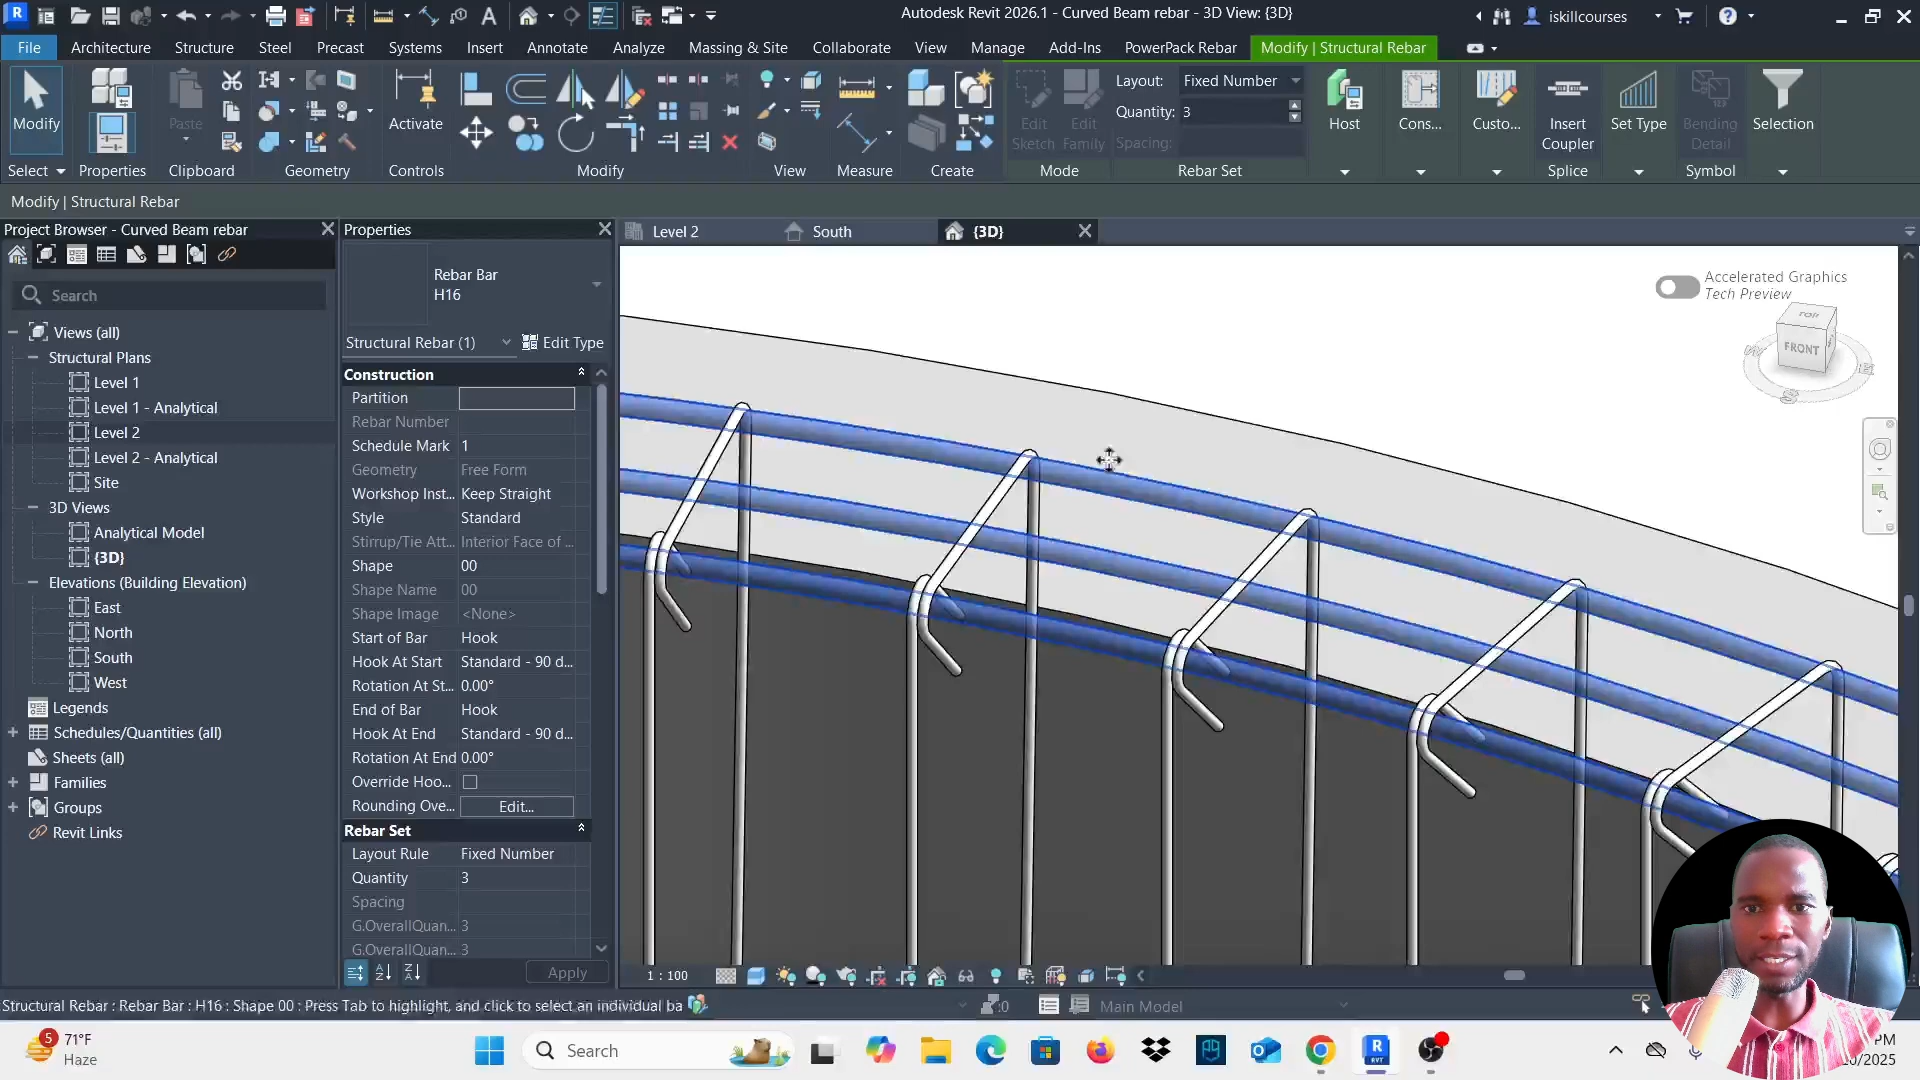 Autodesk Revit 2026.1 - Curved Beam rebar - 3D View: {3D}
iskillcourses
File
Architecture
Structure
Steel
Precast
Systems
Insert
Annotate
Analyze
Massing & Site
Collaborate
View
Manage
Add-Ins
PowerPack Rebar
Modify | Structural Rebar
Modify
Paste
Activate
Edit
Sketch
Edit
Family
Layout:
Fixed Number
Quantity:
3
Spacing:
Host
Cons...
Custo...
Insert
Coupler
Set Type
Bending
Detail
Selection
Select
Properties
Clipboard
Geometry
Controls
Modify
View
Measure
Create
Mode
Rebar Set
Splice
Symbol
Modify | Structural Rebar
Project Browser - Curved Beam rebar
Search
Views (all)
Structural Plans
Level 1
Level 1 - Analytical
Level 2
Level 2 - Analytical
Site
3D Views
Analytical Model
{3D}
Elevations (Building Elevation)
East
North
South
West
Legends
Schedules/Quantities (all)
Sheets (all)
Families
Groups
Revit Links
Properties
Rebar Bar
H16
Structural Rebar (1)
Edit Type
Construction
Partition
Rebar Number
Schedule Mark 1
Geometry Free Form
Workshop Inst... Keep Straight
Style Standard
Stirrup/Tie Att... Interior Face of ...
Shape 00
Shape Name 00
Shape Image <None>
Start of Bar Hook
Hook At Start Standard - 90 d...
Rotation At St... 0.00°
End of Bar Hook
Hook At End Standard - 90 d...
Rotation At End 0.00°
Override Hoo...
Rounding Ove... Edit...
Rebar Set
Layout Rule Fixed Number
Quantity 3
Spacing
G.OverallQuan... 3
G.OverallQuan... 3
Apply
Level 2
South
{3D}
Accelerated Graphics
Tech Preview
TOP
FRONT
W
S
E
1 : 100
Structural Rebar : Rebar Bar : H16 : Shape 00 : Press Tab to highlight, and click to select an individual ba
:0
Main Model
5
71°F
Haze
Search
R
RVT
PM
0/2025